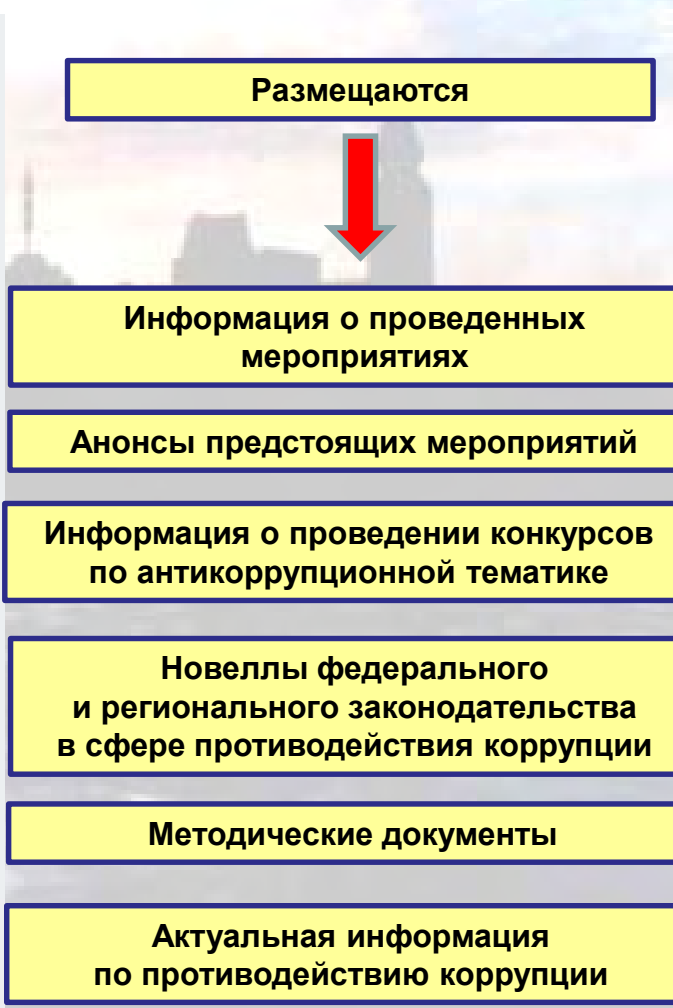 Размещаются
Информация о проведенных
мероприятиях
Анонсы предстоящих мероприятий
Информация о проведении конкурсов
по антикоррупционной тематике
Новеллы федерального
и регионального законодательства
в сфере противодействия коррупции
Методические документы
Актуальная информация
по противодействию коррупции